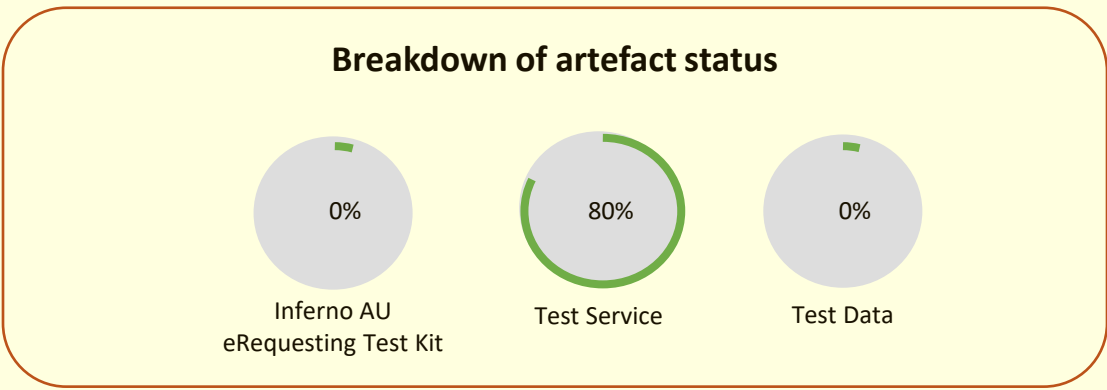 Breakdown of artefact status
0%
80%
0%
Inferno AU
eRequesting Test Kit
Test Service
Test Data